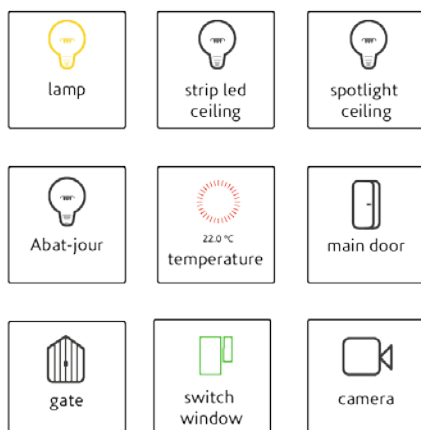 lamp
strip led
ceiling
spotlight
ceiling
Abat-jour
22.0 °C
temperature
main door
gate
switch
window
camera